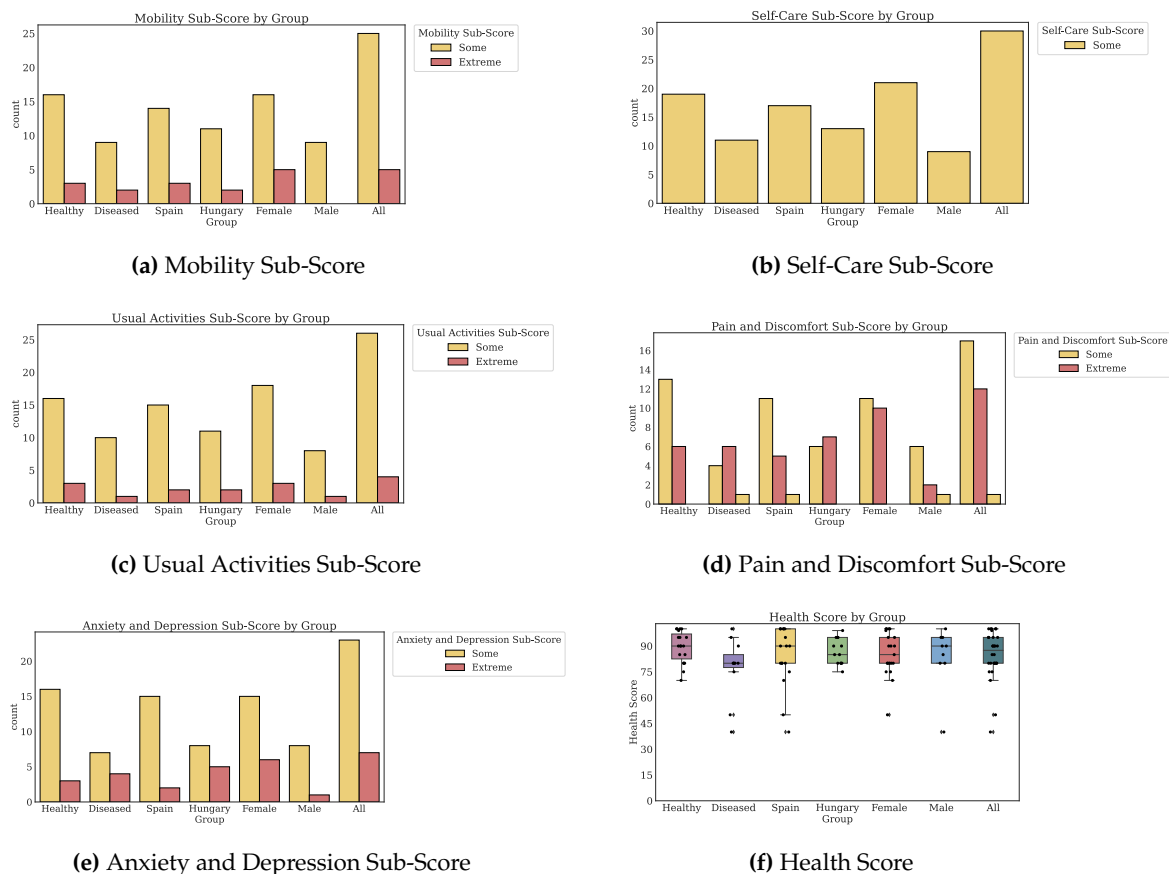 Mobility Sub-Score by Group
Mobility Sub-Score
Some
Extreme
25
20
15
10
5
0
count
Healthy Diseased Spain Hungary Female Male All
Group
(a) Mobility Sub-Score
Self-Care Sub-Score by Group
Self-Care Sub-Score
Some
30
25
20
15
10
5
0
count
Healthy Diseased Spain Hungary Female Male All
Group
(b) Self-Care Sub-Score
Usual Activities Sub-Score by Group
Usual Activities Sub-Score
Some
Extreme
25
20
15
10
5
0
count
Healthy Diseased Spain Hungary Female Male All
Group
(c) Usual Activities Sub-Score
Pain and Discomfort Sub-Score by Group
Pain and Discomfort Sub-Score
Some
Extreme
16
14
12
10
8
6
4
2
0
count
Healthy Diseased Spain Hungary Female Male All
Group
(d) Pain and Discomfort Sub-Score
Anxiety and Depression Sub-Score by Group
Anxiety and Depression Sub-Score
Some
Extreme
20
15
10
5
0
count
Healthy Diseased Spain Hungary Female Male All
Group
(e) Anxiety and Depression Sub-Score
Health Score by Group
90
75
60
45
30
15
0
Health Score
Healthy Diseased Spain Hungary Female Male All
Group
(f) Health Score